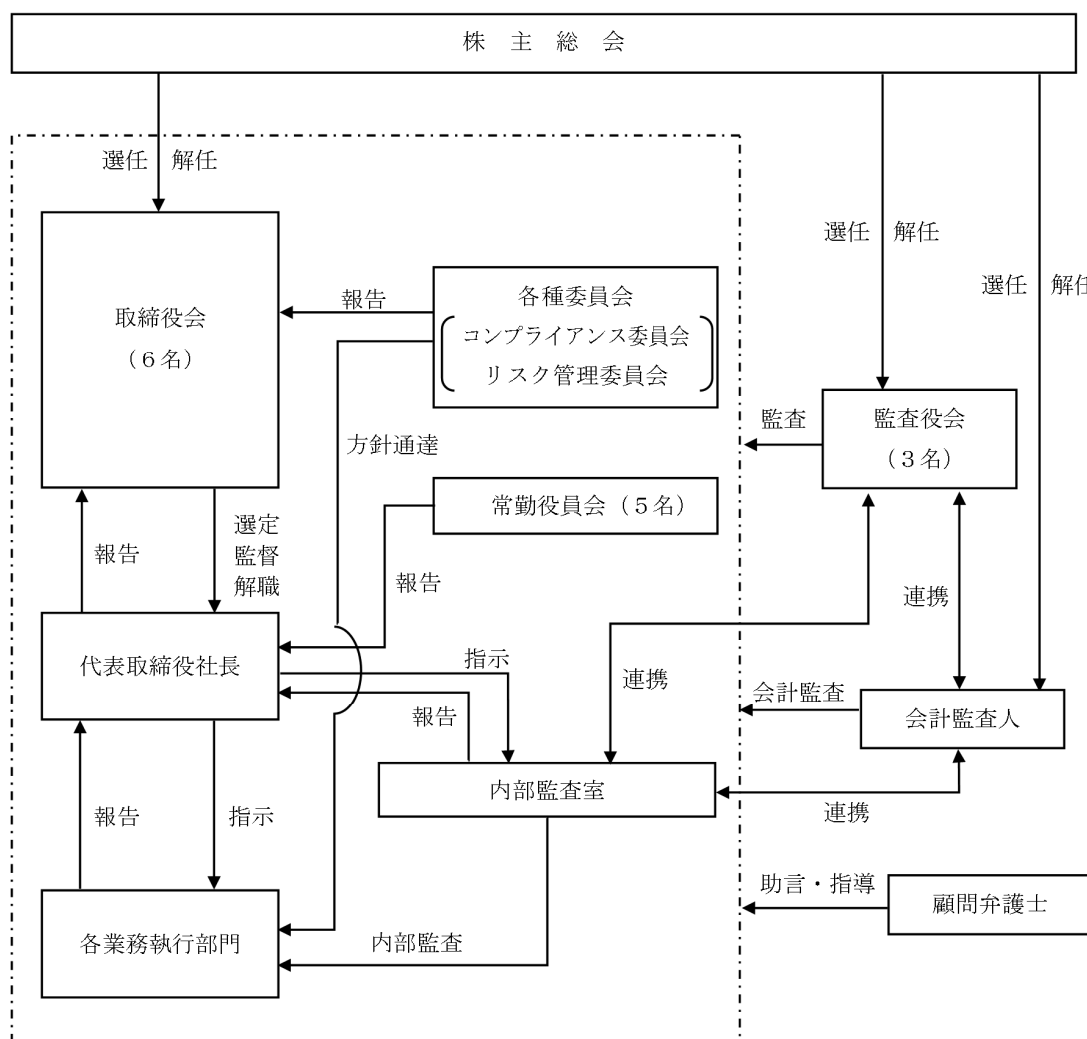 株主総会
選任 解任
選任 解任
選任 解任
取締役会
（６名）
報告
各種委員会
コンプライアンス委員会
リスク管理委員会
監査
監査役会
（３名）
方針通達
常勤役員会（５名）
報告
選定
監督
解職
報告
連携
代表取締役社長
指示
報告
連携
会計監査
会計監査人
内部監査室
連携
報告
指示
助言・指導
顧問弁護士
各業務執行部門
内部監査